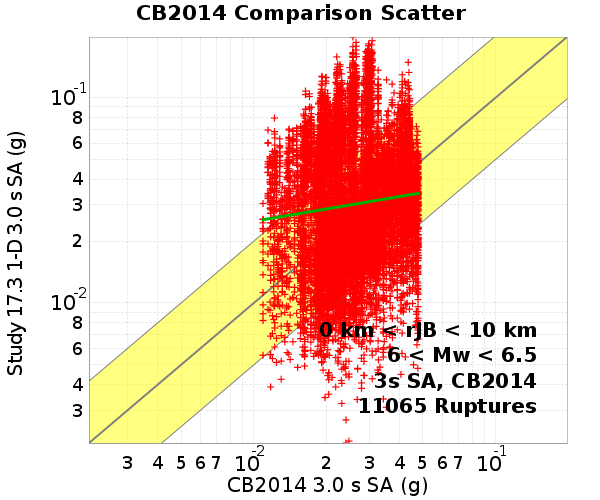 CB2014 Comparison Scatter
Study 17.3 1-D 3.0 s SA (g)
10-1
8
6
4
3
2
10-2
8
6
4
3
0 km < rJB < 10 km
6 < Mw < 6.5
3s SA, CB2014
11065 Ruptures
3 4 5 6 7 10-2 2 3 4 5 6 7 10-1
CB2014 3.0 s SA (g)